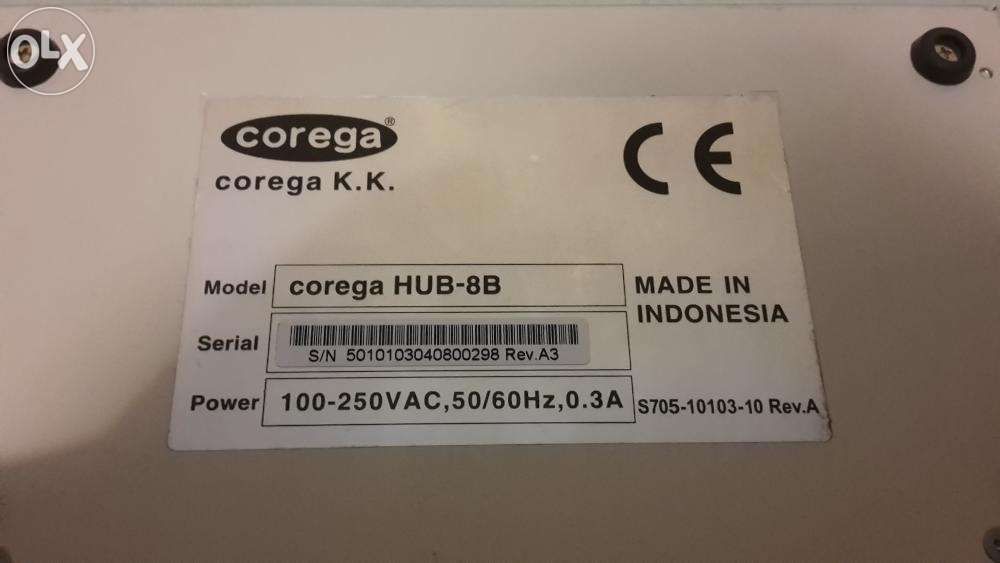 OLX
corega®
corega K.K.
CE
Model corega HUB-8B
MADE IN
INDONESIA
Serial
S/N 5010103040800298 Rev.A3
Power 100-250VAC,50/60Hz,0.3A
S705-10103-10 Rev.A